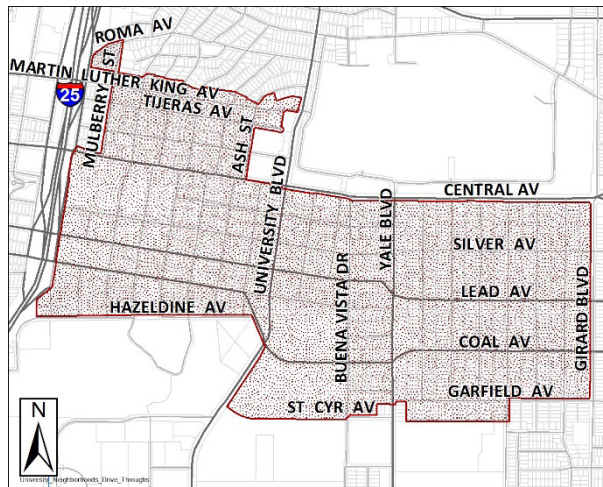 ROMA AV
MARTIN LUTHER KING AV
TIJERAS AV
25
MULBERRY ST
ASH ST
UNIVERSITY BLVD
CENTRAL AV
YALE BLVD
SILVER AV
BUENA VISTA DR
LEAD AV
GIRARD BLVD
HAZELDINE AV
COAL AV
GARFIELD AV
ST CYR AV
N
University_Neighborhoods_Drive_Throughs